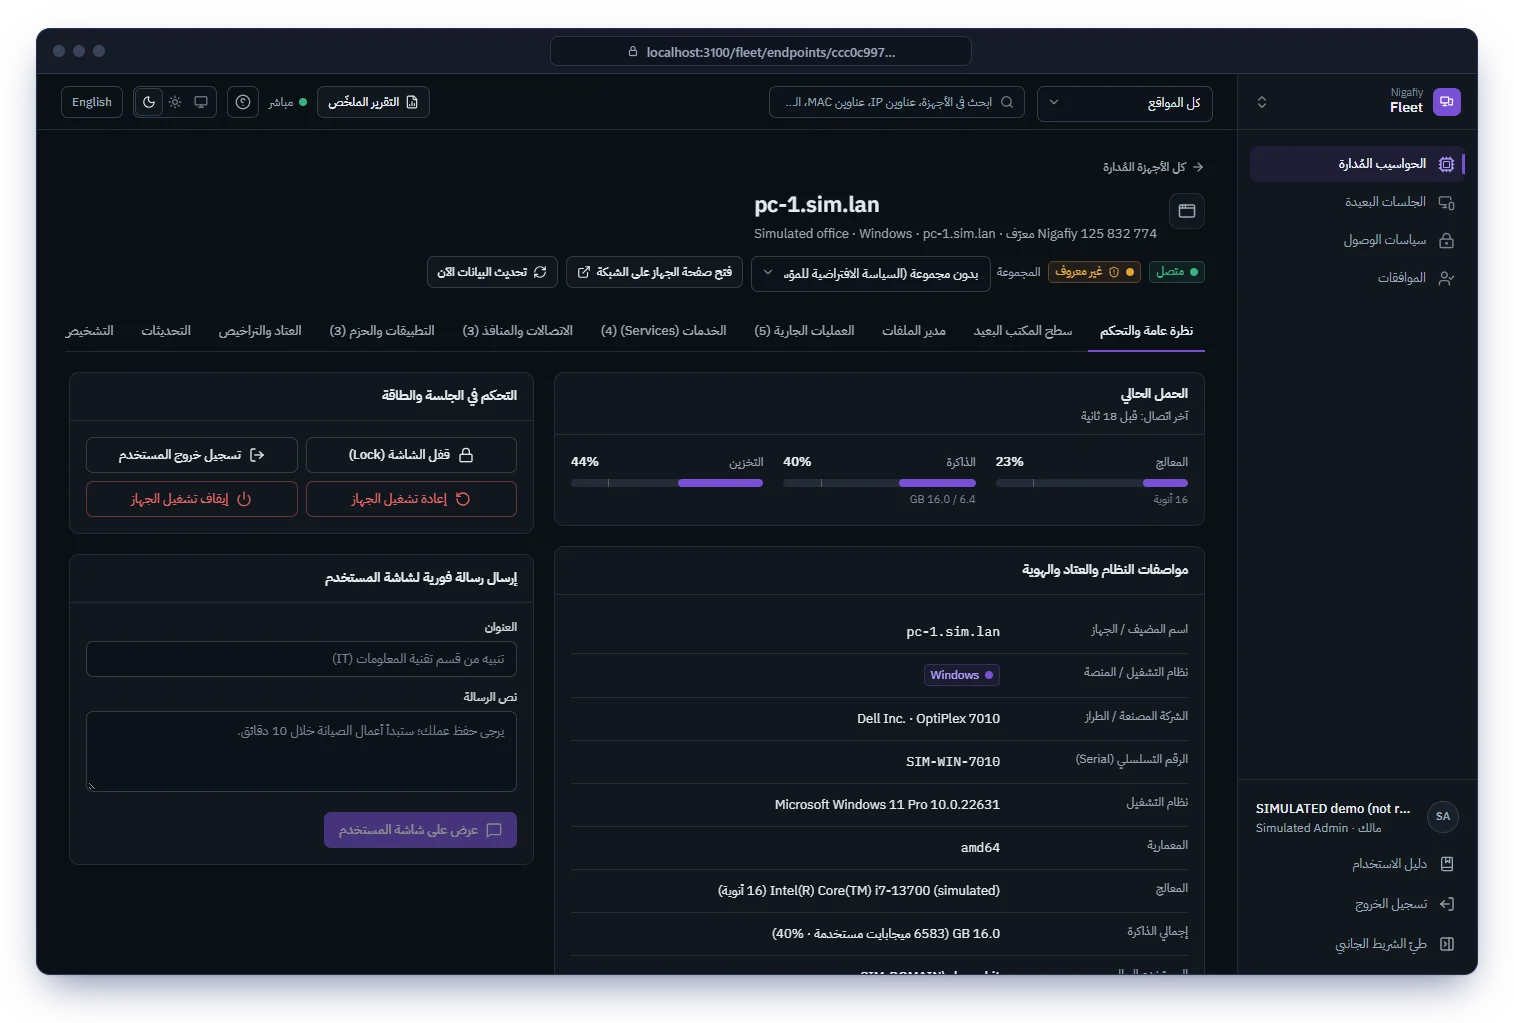 localhost:3100/fleet/endpoints/ccc0c997...
Nigafiy
Fleet
كل المواقع
ابحث في الأجهزة، عناوين IP، عناوين MAC، الـ...
التقرير الملخّص
مباشر
English
الحواسيب المُدارة
الجلسات البعيدة
سياسات الوصول
الموافقات
كل الأجهزة المُدارة
pc-1.sim.lan
Simulated office · Windows · pc-1.sim.lan · معرّف Nigafiy 125 832 774
متصل
غير معروف
المجموعة
بدون مجموعة (السياسة الافتراضية للمؤس
فتح صفحة الجهاز على الشبكة
تحديث البيانات الآن
نظرة عامة والتحكم
سطح المكتب البعيد
مدير الملفات
العمليات الجارية (5)
الخدمات (Services) (4)
الاتصالات والمنافذ (3)
التطبيقات والحزم (3)
العتاد والتراخيص
التحديثات
التشخيص
الحمل الحالي
آخر اتصال: قبل 18 ثانية
المعالج 23%
16 أنوية
الذاكرة 40%
6.4 / 16.0 GB
التخزين 44%
مواصفات النظام والعتاد والهوية
اسم المضيف / الجهاز pc-1.sim.lan
نظام التشغيل / المنصة Windows
الشركة المصنعة / الطراز Dell Inc. · OptiPlex 7010
الرقم التسلسلي (Serial) SIM-WIN-7010
نظام التشغيل Microsoft Windows 11 Pro 10.0.22631
المعمارية amd64
المعالج Intel(R) Core(TM) i7-13700 (simulated) (16 أنوية)
إجمالي الذاكرة 16.0 GB (6583 ميجابايت مستخدمة · 40%)
التحكم في الجلسة والطاقة
قفل الشاشة (Lock)
تسجيل خروج المستخدم
إعادة تشغيل الجهاز
إيقاف تشغيل الجهاز
إرسال رسالة فورية لشاشة المستخدم
العنوان
تنبيه من قسم تقنية المعلومات (IT)
نص الرسالة
يرجى حفظ عملك؛ ستبدأ أعمال الصيانة خلال 10 دقائق.
عرض على شاشة المستخدم
SA
SIMULATED demo (not r...
Simulated Admin · مالك
دليل الاستخدام
تسجيل الخروج
طيّ الشريط الجانبي